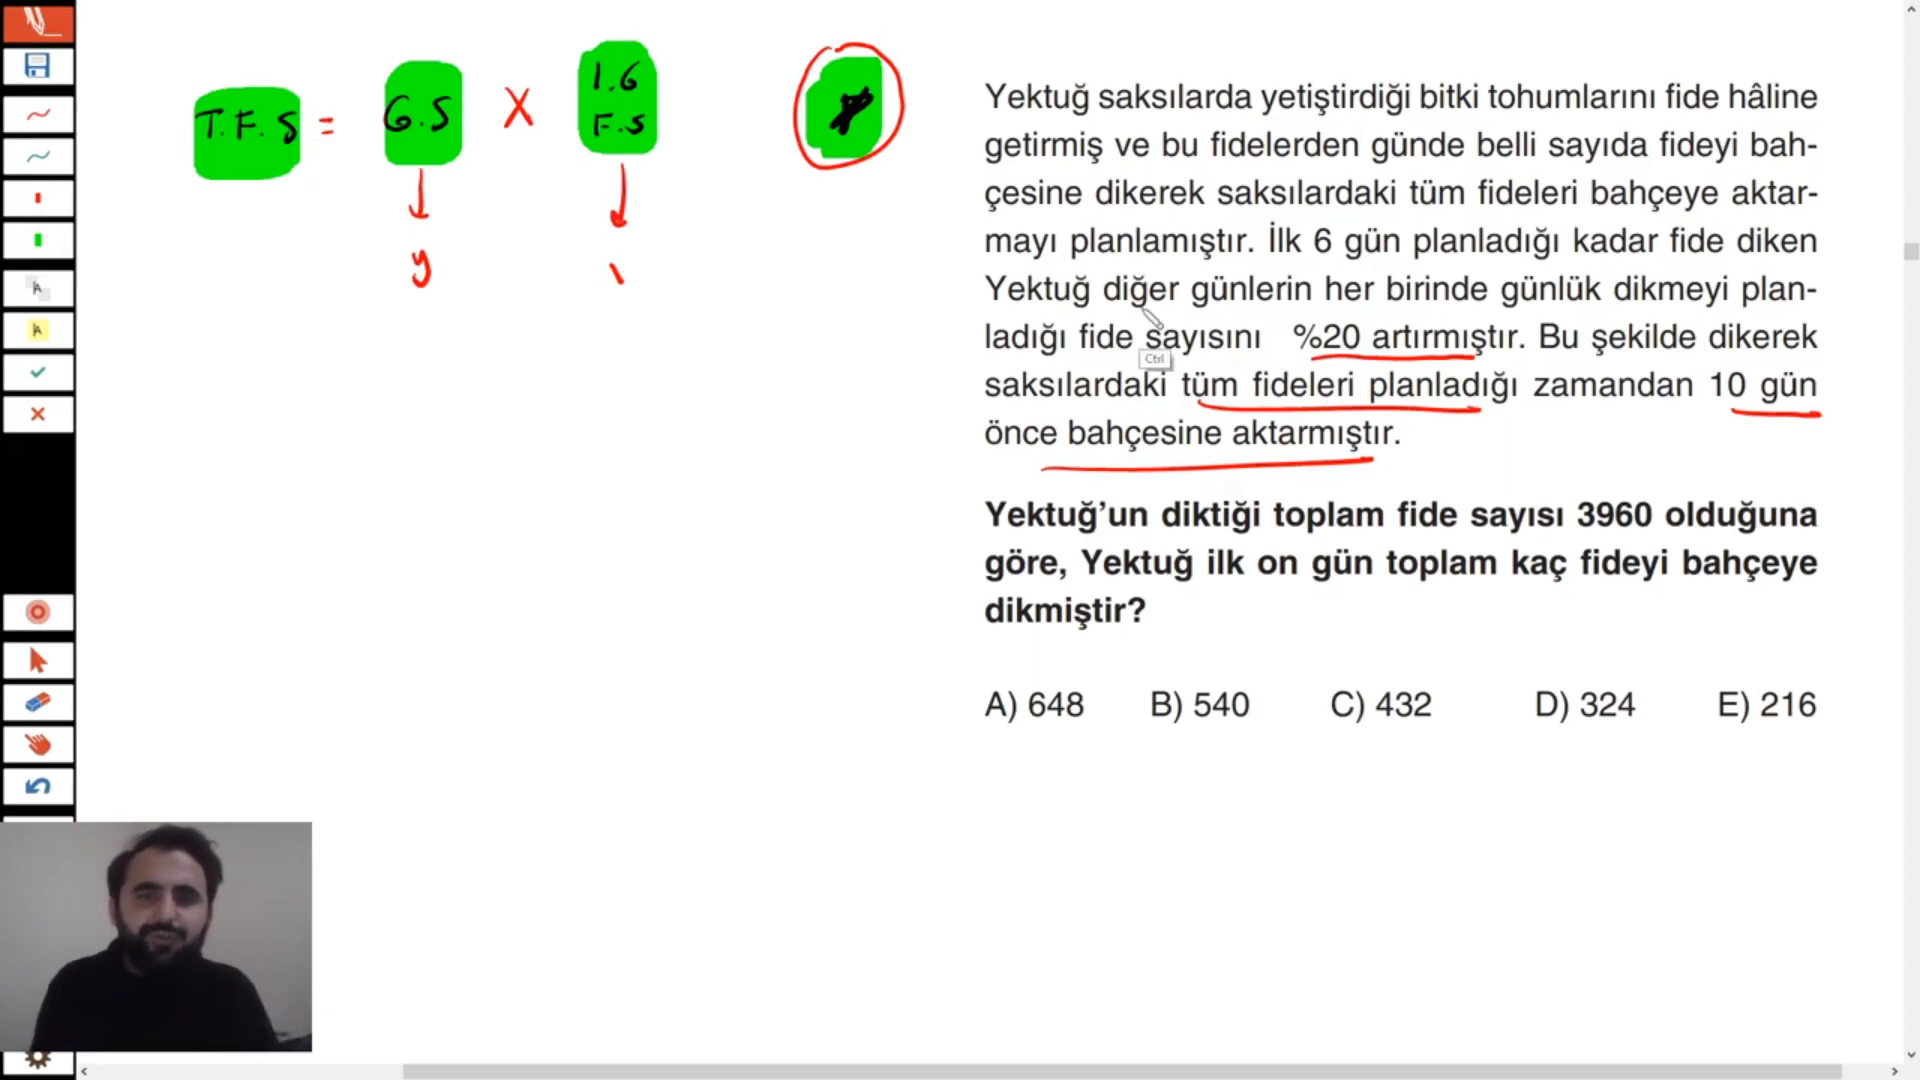 T.F.S = G.S X 1.G
F.S
y
Yektuğ saksılarda yetiştirdiği bitki tohumlarını fide hâline
getirmiş ve bu fidelerden günde belli sayıda fideyi bah-
çesine dikerek saksılardaki tüm fideleri bahçeye aktar-
mayı planlamıştır. İlk 6 gün planladığı kadar fide diken
Yektuğ diğer günlerin her birinde günlük dikmeyi plan-
ladığı fide sayısını %20 artırmıştır. Bu şekilde dikerek
Ctrl
saksılardaki tüm fideleri planladığı zamandan 10 gün
önce bahçesine aktarmıştır.
Yektuğ’un diktiği toplam fide sayısı 3960 olduğuna
göre, Yektuğ ilk on gün toplam kaç fideyi bahçeye
dikmiştir?
A) 648 B) 540 C) 432 D) 324 E) 216